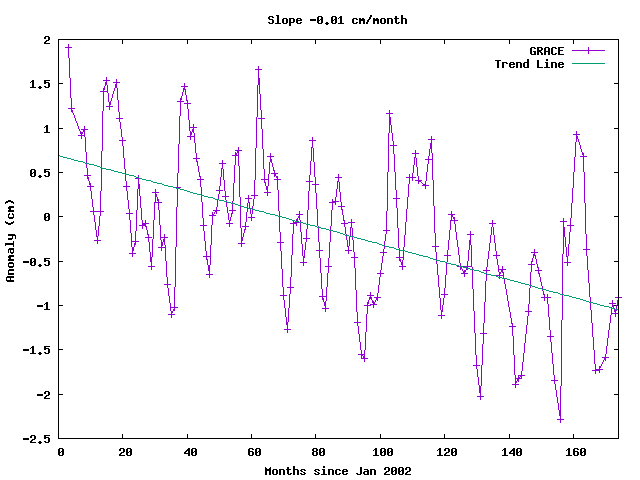 Slope -0.01 cm/month
GRACE
Trend Line
2
1.5
1
0.5
0
-0.5
-1
-1.5
-2
-2.5
Anomaly (cm)
0 20 40 60 80 100 120 140 160
Months since Jan 2002